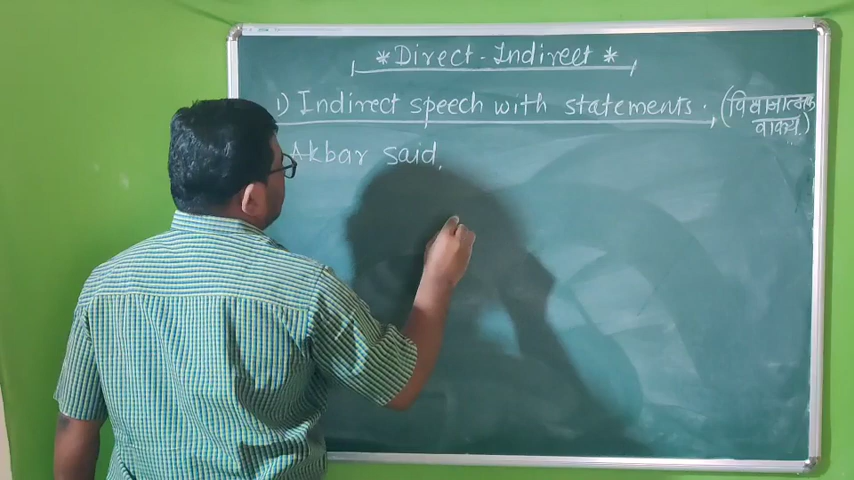 * Direct - Indirect *
1) Indirect speech with statements. (विधानात्मक
वाक्य.)
Akbar said,